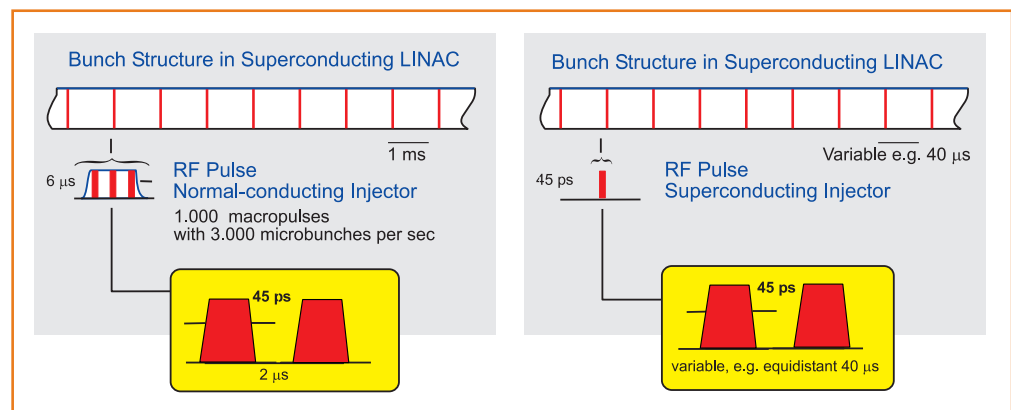 Bunch Structure in Superconducting LINAC
1 ms
6 µs
RF Pulse
Normal-conducting Injector
1.000 macropulses
with 3.000 microbunches per sec
45 ps
2 µs
Bunch Structure in Superconducting LINAC
Variable e.g. 40 µs
45 ps
RF Pulse
Superconducting Injector
45 ps
variable, e.g. equidistant 40 µs